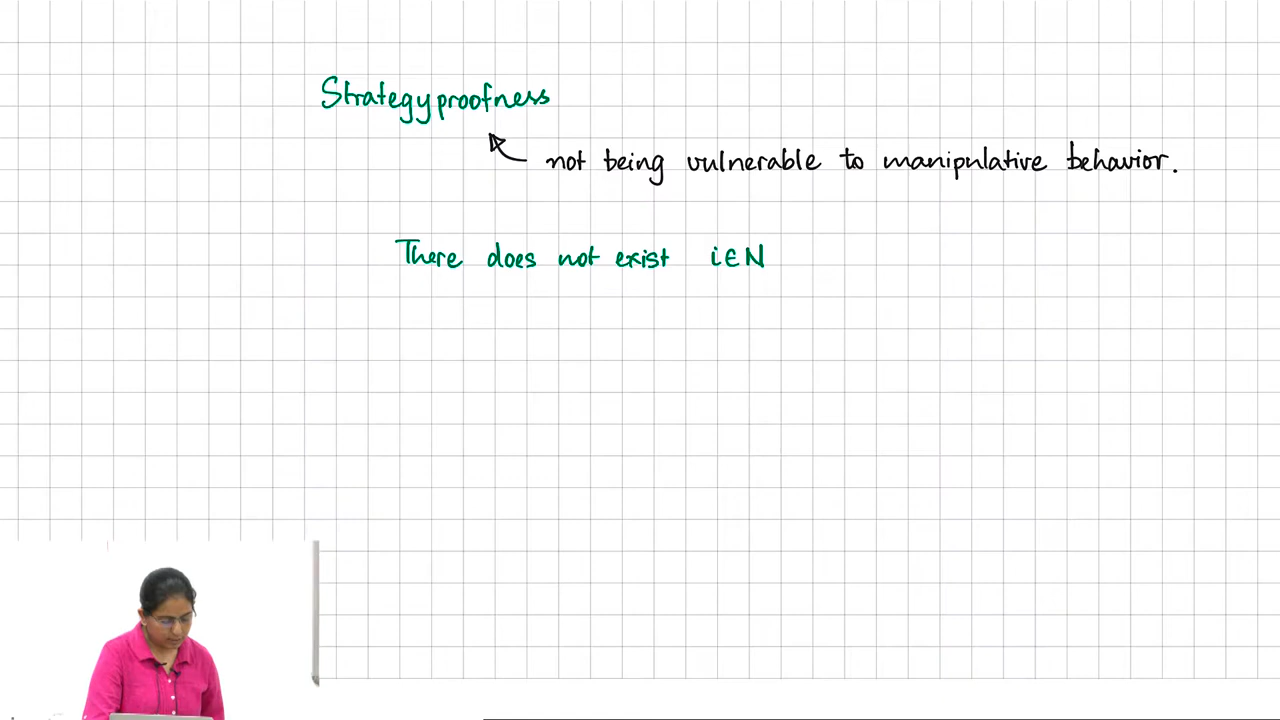 Strategyproofness
not being vulnerable to manipulative behavior.
There does not exist i∈N